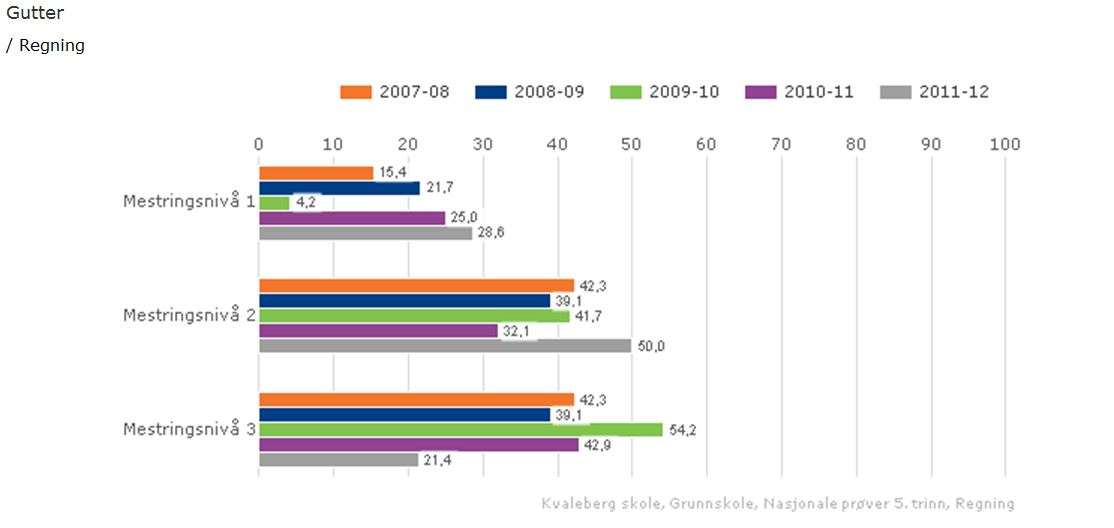 Gutter
/ Regning
2007-08 2008-09 2009-10 2010-11 2011-12
0 10 20 30 40 50 60 70 80 90 100
15,4
21,7
Mestringsnivå 1 4,2
25,0
28,6
42,3
39,1
Mestringsnivå 2 41,7
32,1
50,0
42,3
39,1
Mestringsnivå 3 54,2
42,9
21,4
Kvaleberg skole, Grunnskole, Nasjonale prøver 5. trinn, Regning